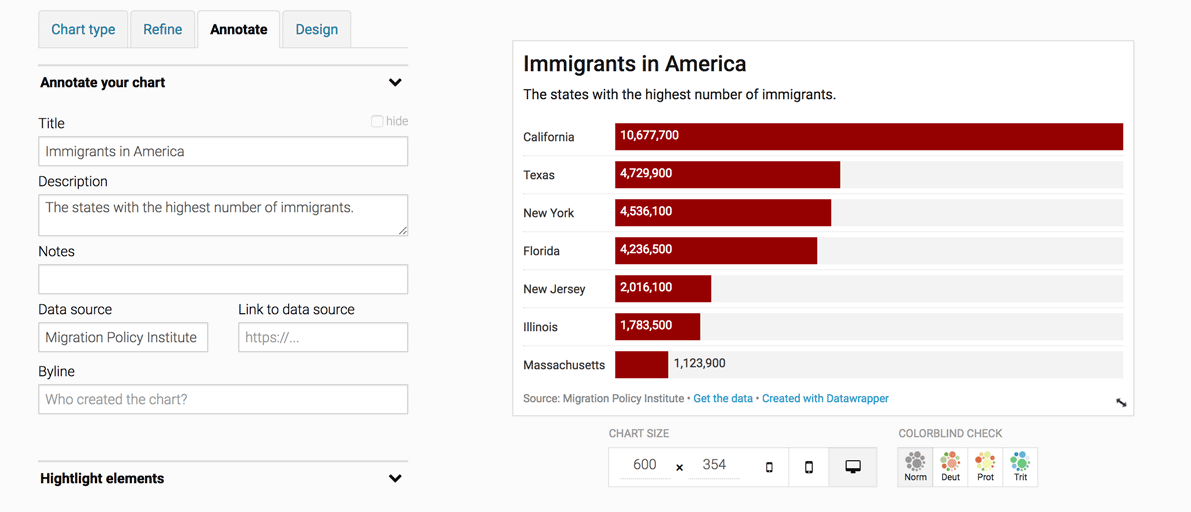 Chart type Refine Annotate Design
Annotate your chart
Title hide
Immigrants in America
Description
The states with the highest number of immigrants.
Notes
Data source Link to data source
Migration Policy Institute https://...
Byline
Who created the chart?
Hightlight elements
Immigrants in America
The states with the highest number of immigrants.
California 10,677,700
Texas 4,729,900
New York 4,536,100
Florida 4,236,500
New Jersey 2,016,100
Illinois 1,783,500
Massachusetts 1,123,900
Source: Migration Policy Institute • Get the data • Created with Datawrapper
CHART SIZE COLORBLIND CHECK
600 × 354
Norm Deut Prot Trit